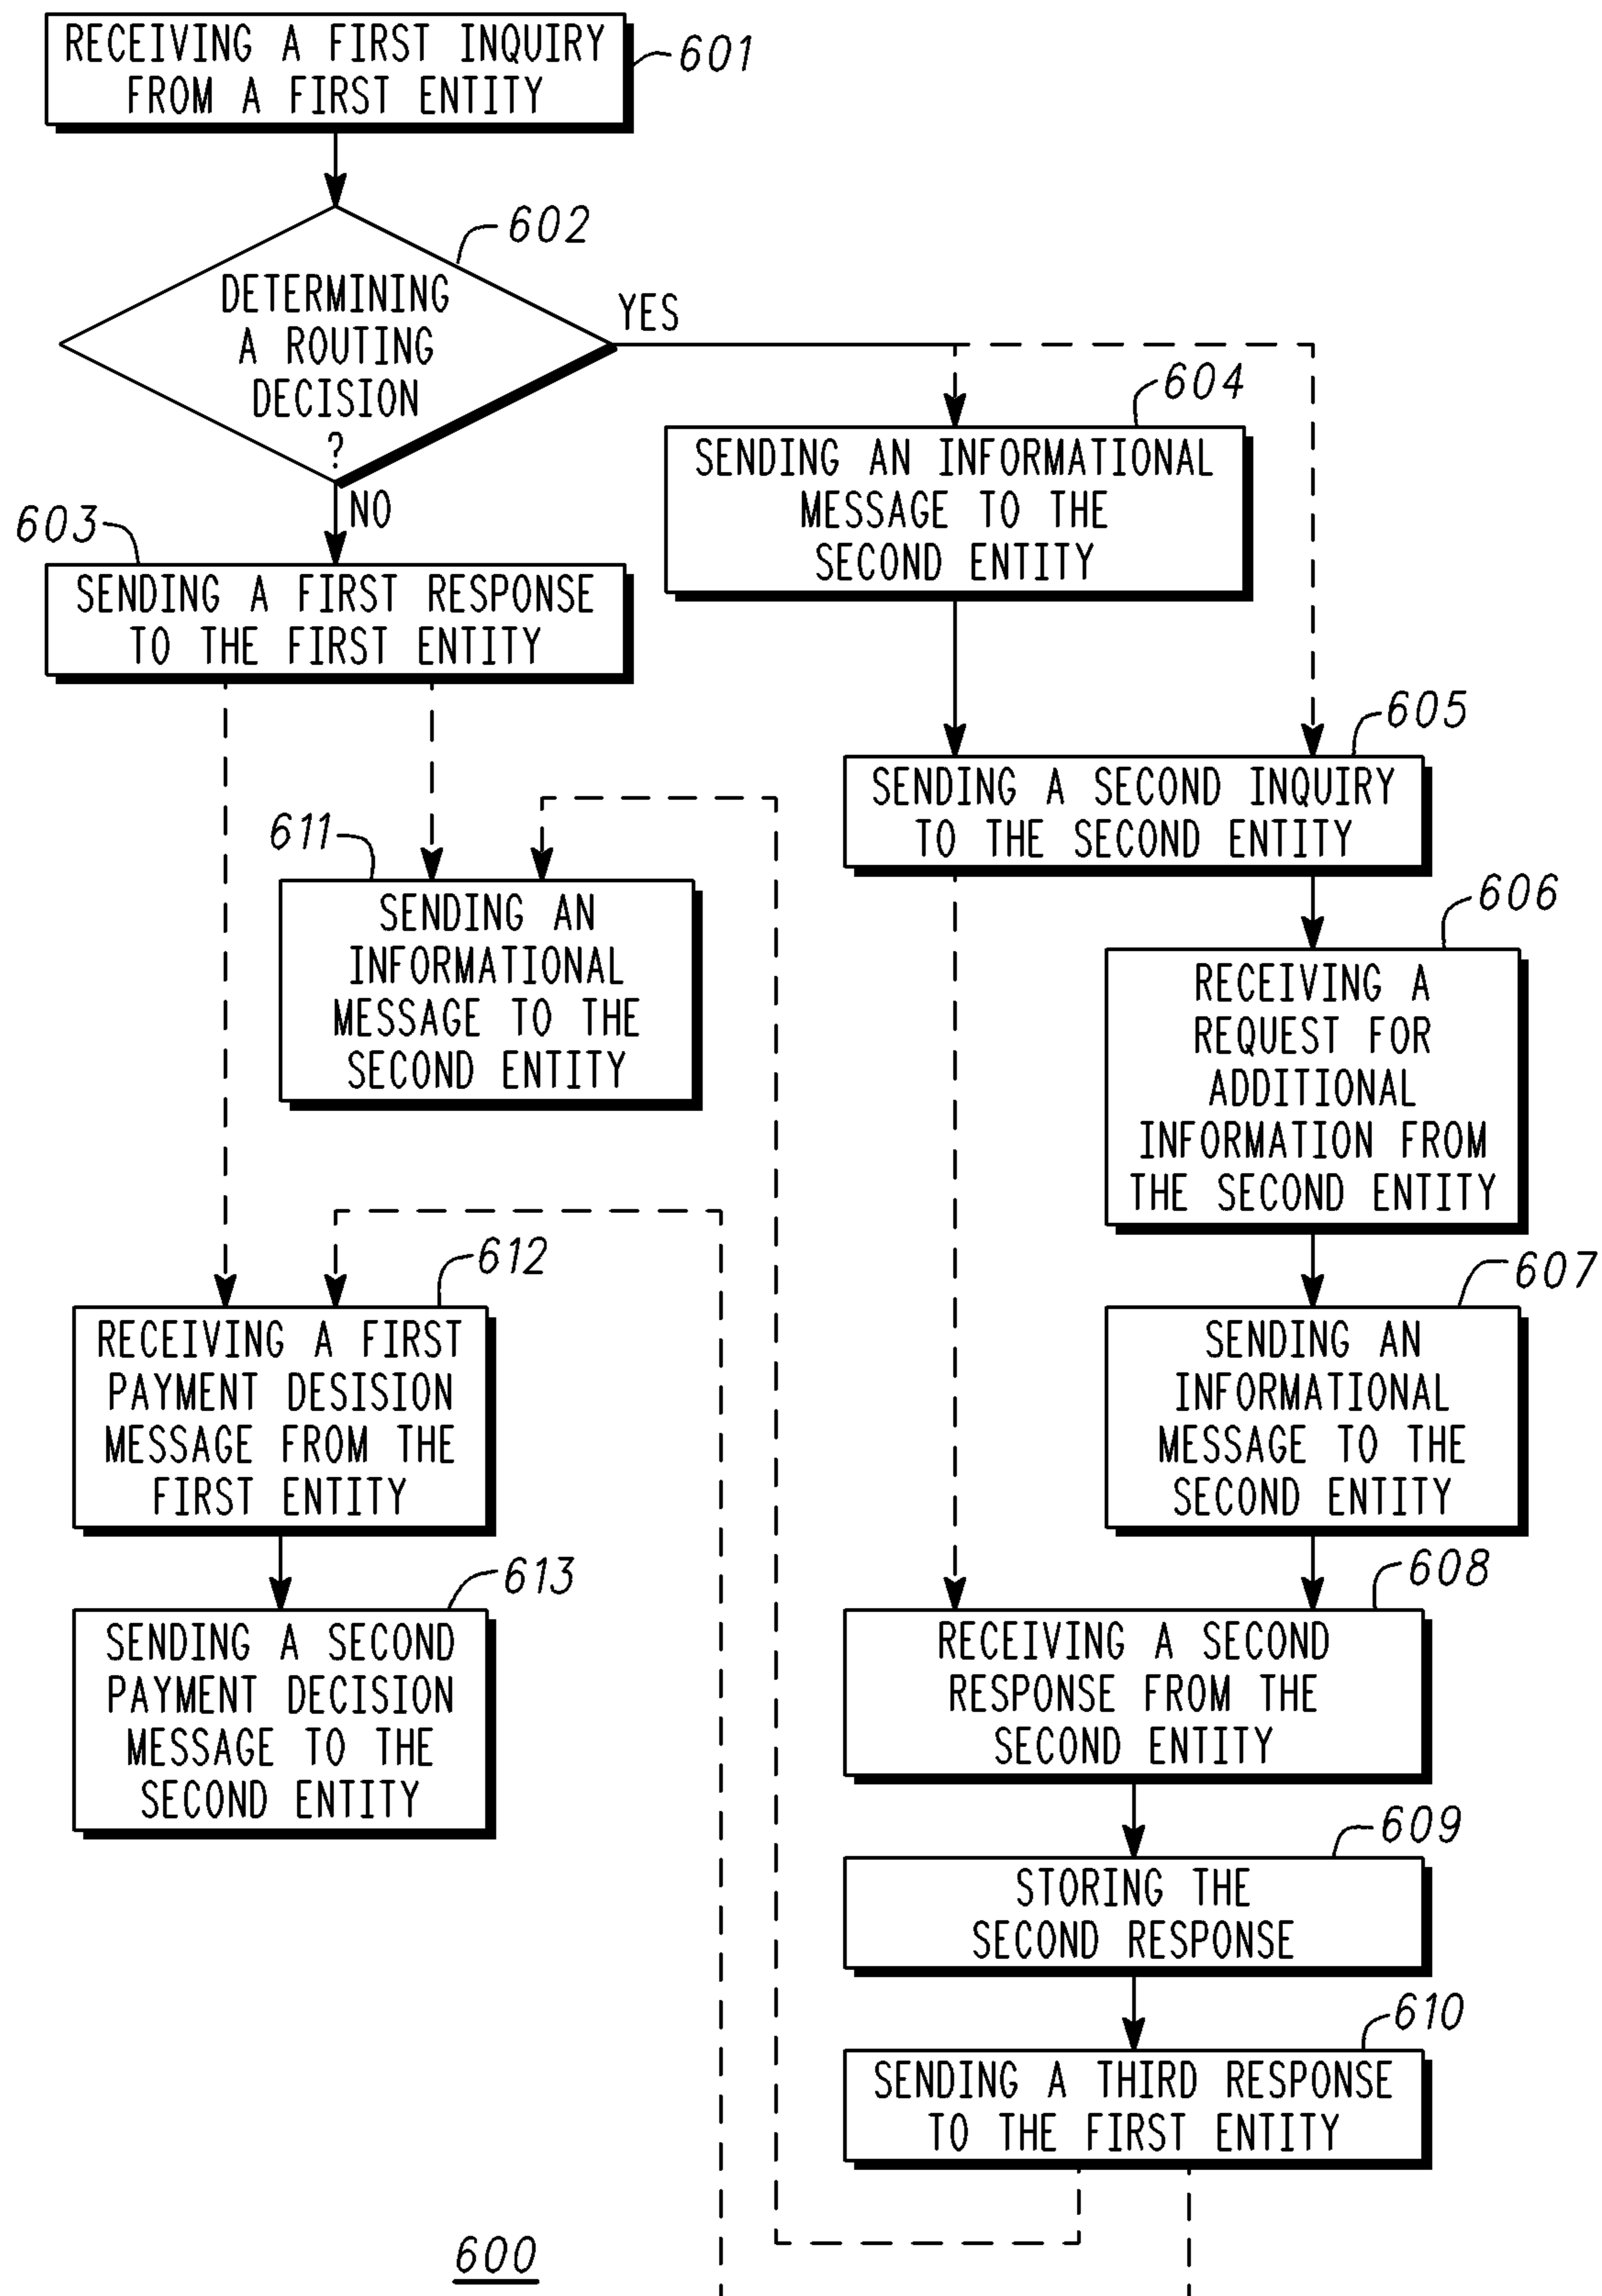 RECEIVING A FIRST INQUIRY
FROM A FIRST ENTITY
601
602
DETERMINING
A ROUTING
DECISION
?
YES
NO
603
SENDING A FIRST RESPONSE
TO THE FIRST ENTITY
604
SENDING AN INFORMATIONAL
MESSAGE TO THE
SECOND ENTITY
605
SENDING A SECOND INQUIRY
TO THE SECOND ENTITY
611
SENDING AN
INFORMATIONAL
MESSAGE TO THE
SECOND ENTITY
606
RECEIVING A
REQUEST FOR
ADDITIONAL
INFORMATION FROM
THE SECOND ENTITY
612
RECEIVING A FIRST
PAYMENT DESISION
MESSAGE FROM THE
FIRST ENTITY
607
SENDING AN
INFORMATIONAL
MESSAGE TO THE
SECOND ENTITY
613
SENDING A SECOND
PAYMENT DECISION
MESSAGE TO THE
SECOND ENTITY
608
RECEIVING A SECOND
RESPONSE FROM THE
SECOND ENTITY
609
STORING THE
SECOND RESPONSE
610
SENDING A THIRD RESPONSE
TO THE FIRST ENTITY
600